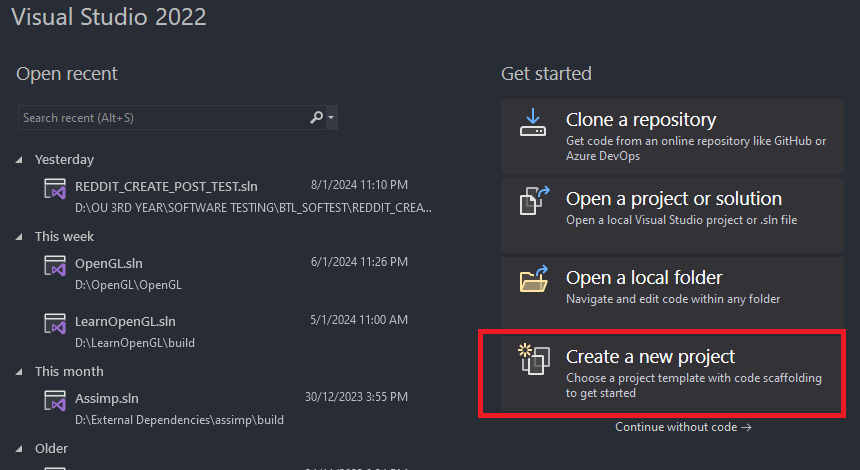 Visual Studio 2022
Open recent
Search recent (Alt+S)
Yesterday
REDDIT_CREATE_POST_TEST.sln 8/1/2024 11:10 PM
D:\OU 3RD YEAR\SOFTWARE TESTING\BTL_SOFTEST\REDDIT_CREA...
This week
OpenGL.sln 6/1/2024 11:26 PM
D:\OpenGL\OpenGL
LearnOpenGL.sln 5/1/2024 11:00 AM
D:\LearnOpenGL\build
This month
Assimp.sln 30/12/2023 3:55 PM
D:\External Dependencies\assimp\build
Older
Get started
Clone a repository
Get code from an online repository like GitHub or
Azure DevOps
Open a project or solution
Open a local Visual Studio project or .sln file
Open a local folder
Navigate and edit code within any folder
Create a new project
Choose a project template with code scaffolding
to get started
Continue without code →